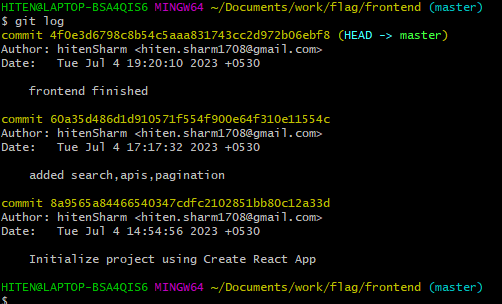 HITEN@LAPTOP-BSA4QIS6 MINGW64 ~/Documents/work/flag/frontend (master)
$ git log
commit 4f0e3d6798c8b54c5aaa831743cc2d972b06ebf8 (HEAD -> master)
Author: hitenSharm <hiten.sharm1708@gmail.com>
Date:   Tue Jul 4 19:20:10 2023 +0530

    frontend finished

commit 60a35d486d1d910571f554f900e64f310e11554c
Author: hitenSharm <hiten.sharm1708@gmail.com>
Date:   Tue Jul 4 17:17:32 2023 +0530

    added search,apis,pagination

commit 8a9565a84466540347cdfc2102851bb80c12a33d
Author: hitenSharm <hiten.sharm1708@gmail.com>
Date:   Tue Jul 4 14:54:56 2023 +0530

    Initialize project using Create React App

HITEN@LAPTOP-BSA4QIS6 MINGW64 ~/Documents/work/flag/frontend (master)
$